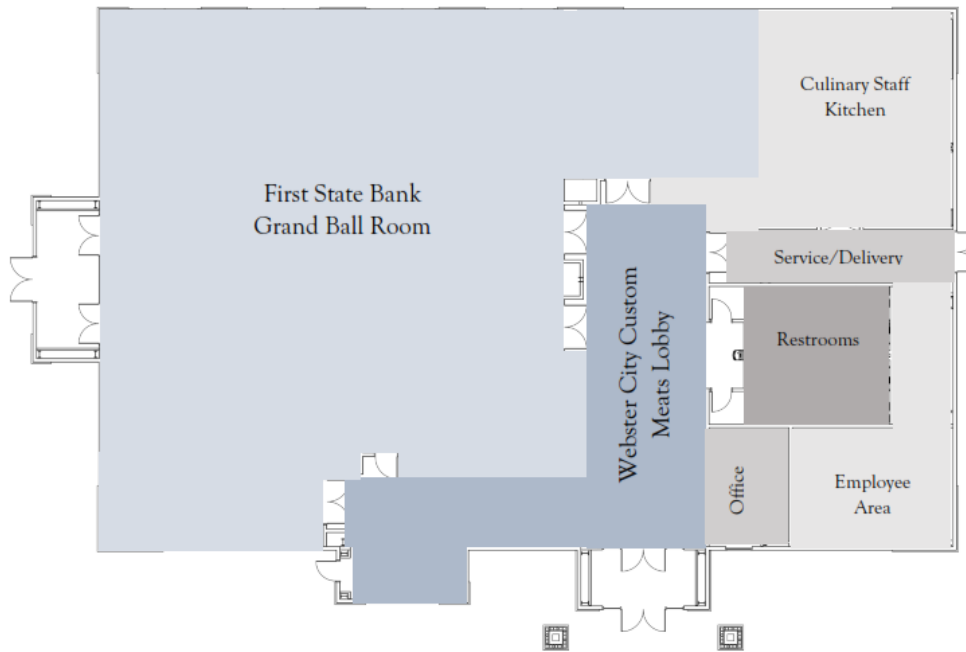 Culinary Staff
Kitchen
First State Bank
Grand Ball Room
Service/Delivery
Webster City Custom
Meats Lobby
Restrooms
Office
Employee
Area